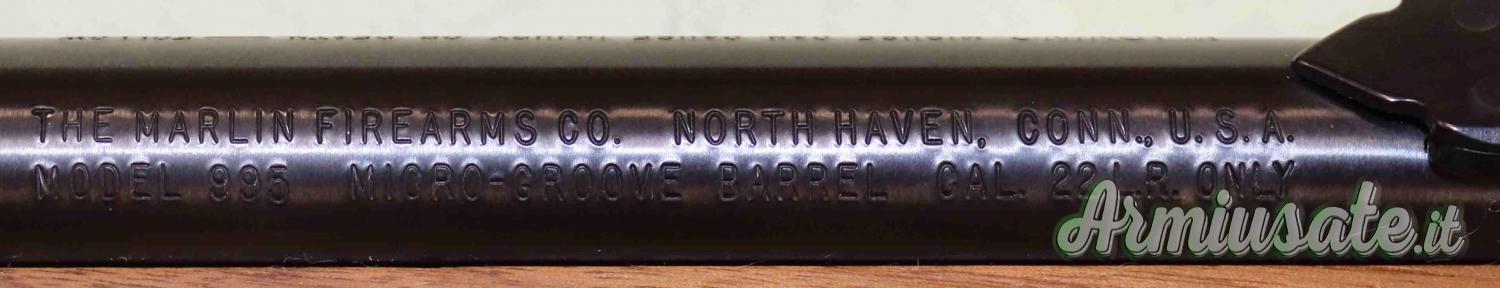 THE MARLIN FIREARMS CO. NORTH HAVEN, CONN., U.S.A.
MODEL 995 MICRO-GROOVE BARREL CAL. 22 L.R. ONLY
Armiusate.it